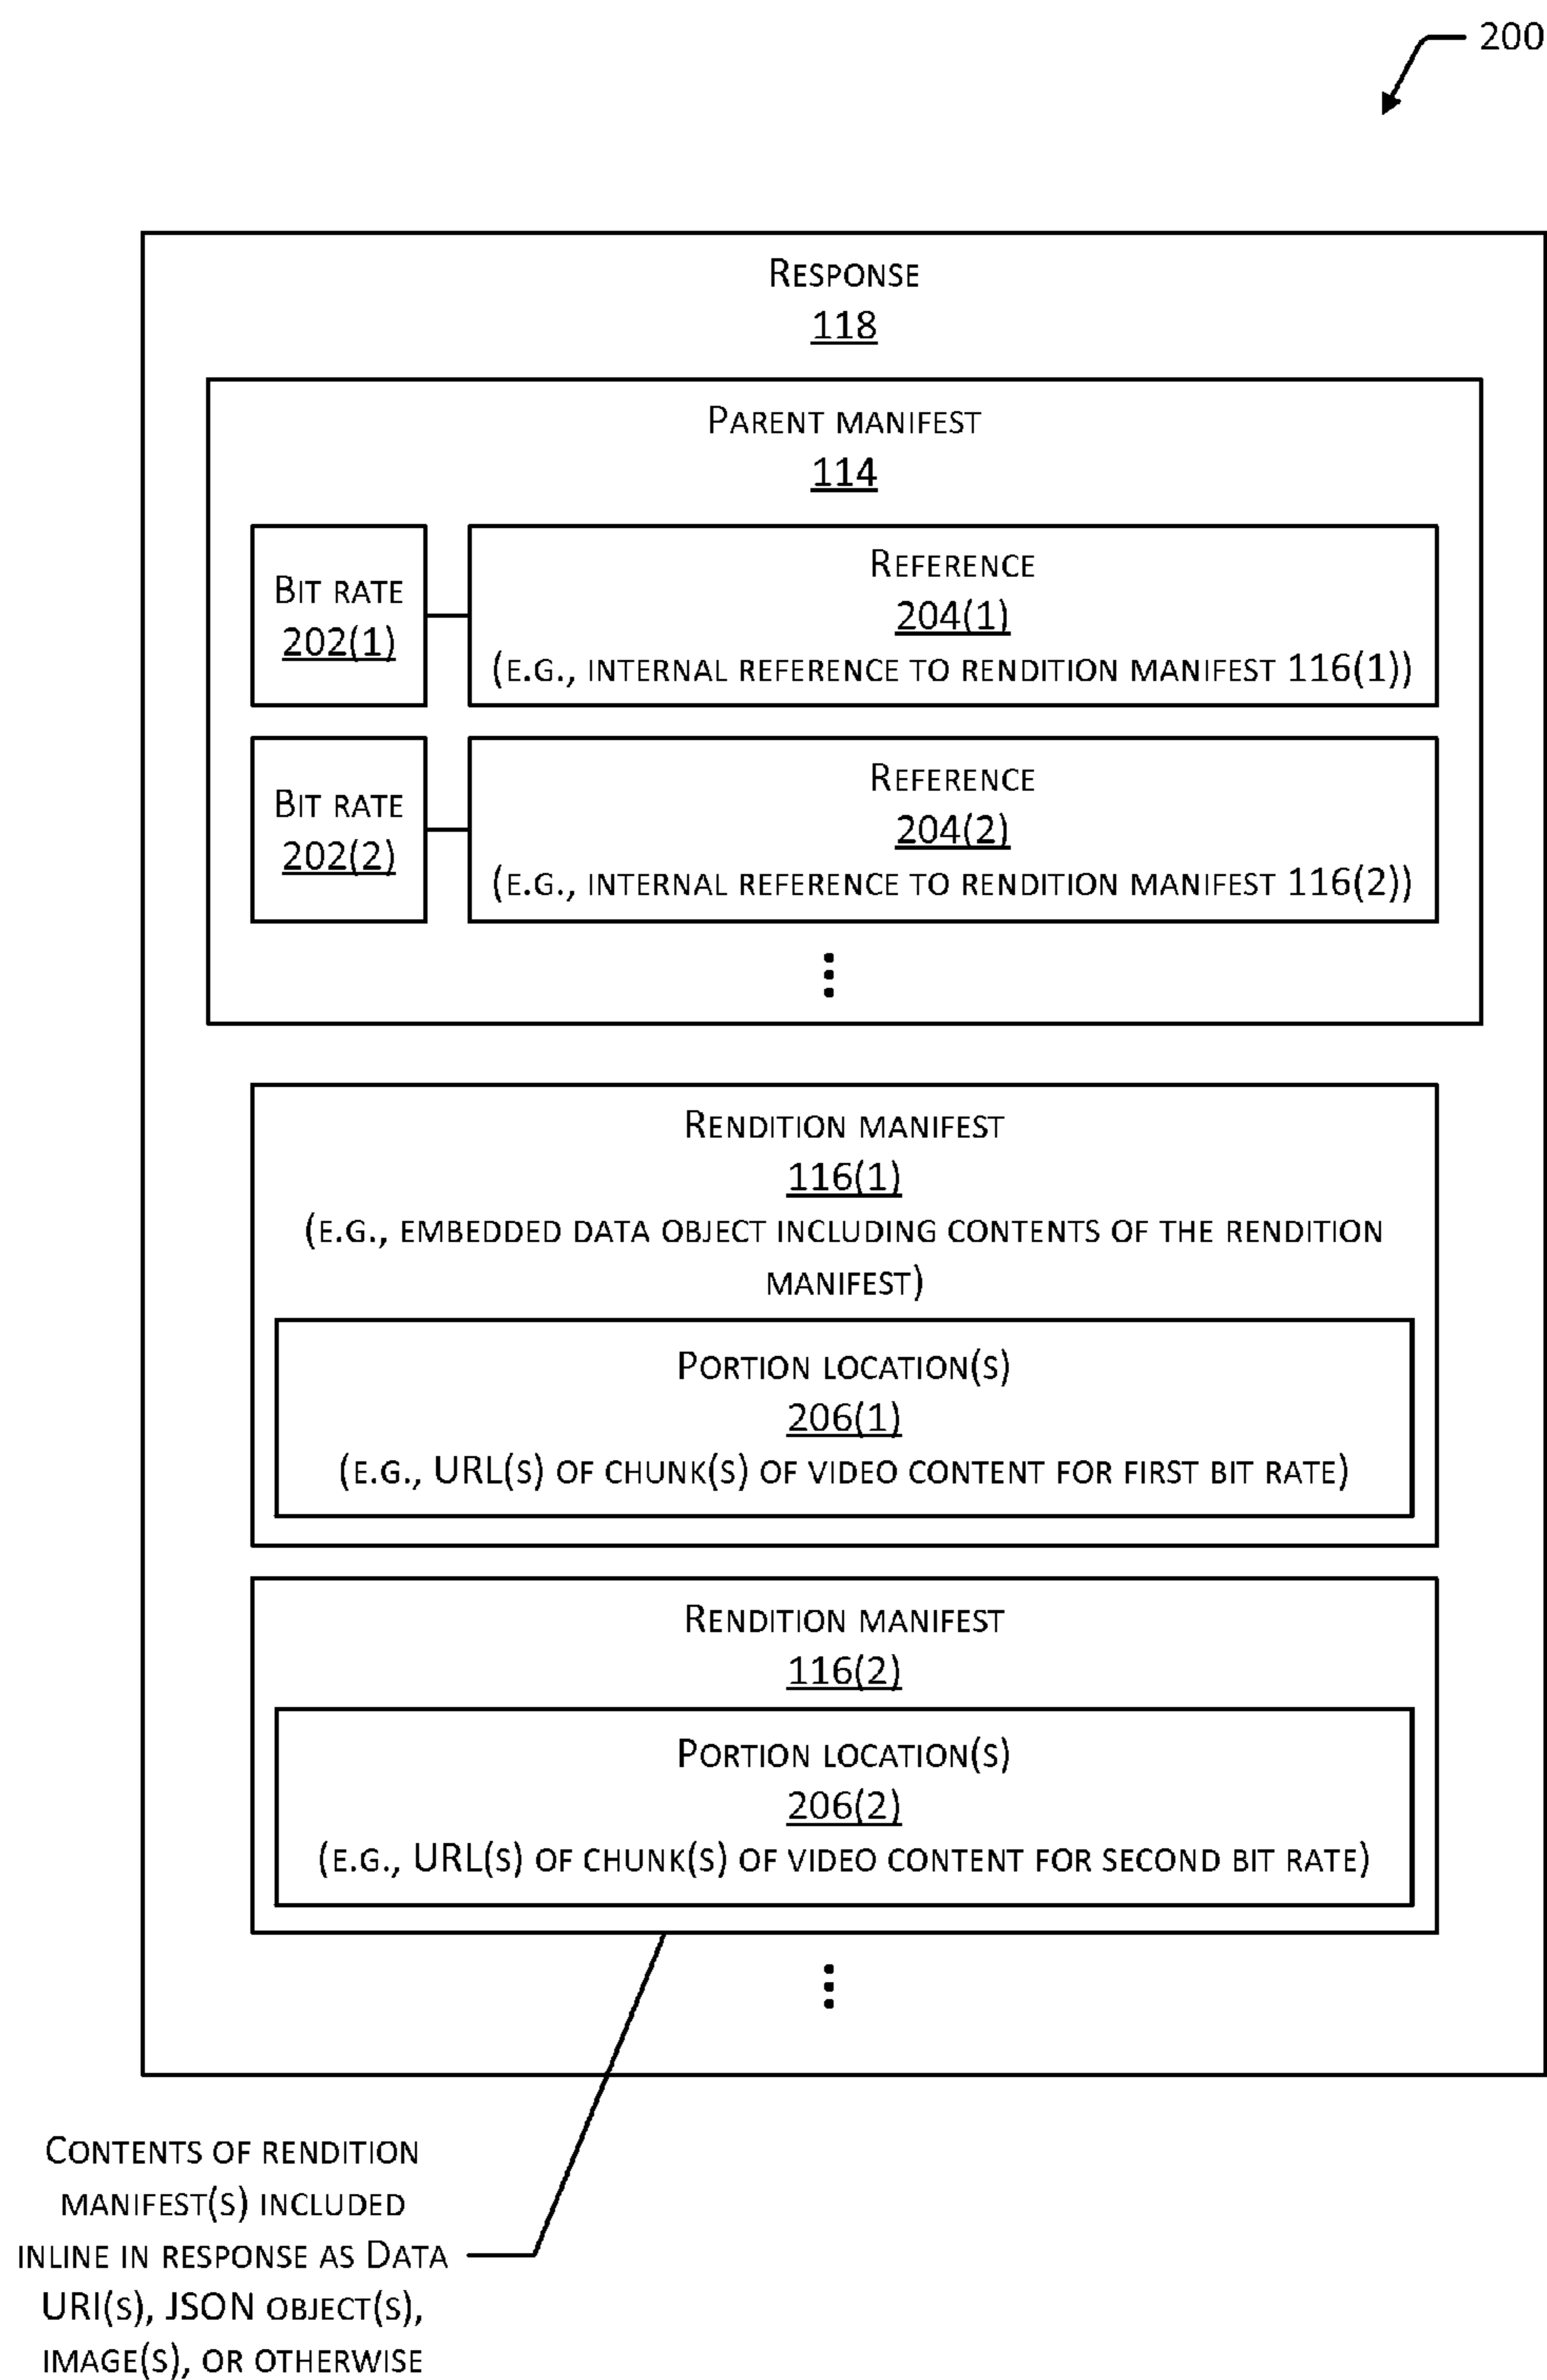 200
Response
118
Parent manifest
114
Bit rate
202(1)
Reference
204(1)
(e.g., internal reference to rendition manifest 116(1))
Bit rate
202(2)
Reference
204(2)
(e.g., internal reference to rendition manifest 116(2))
Rendition manifest
116(1)
(e.g., embedded data object including contents of the rendition
manifest)
Portion location(s)
206(1)
(e.g., URL(s) of chunk(s) of video content for first bit rate)
Rendition manifest
116(2)
Portion location(s)
206(2)
(e.g., URL(s) of chunk(s) of video content for second bit rate)
Contents of rendition
manifest(s) included
inline in response as Data
URI(s), JSON object(s),
image(s), or otherwise